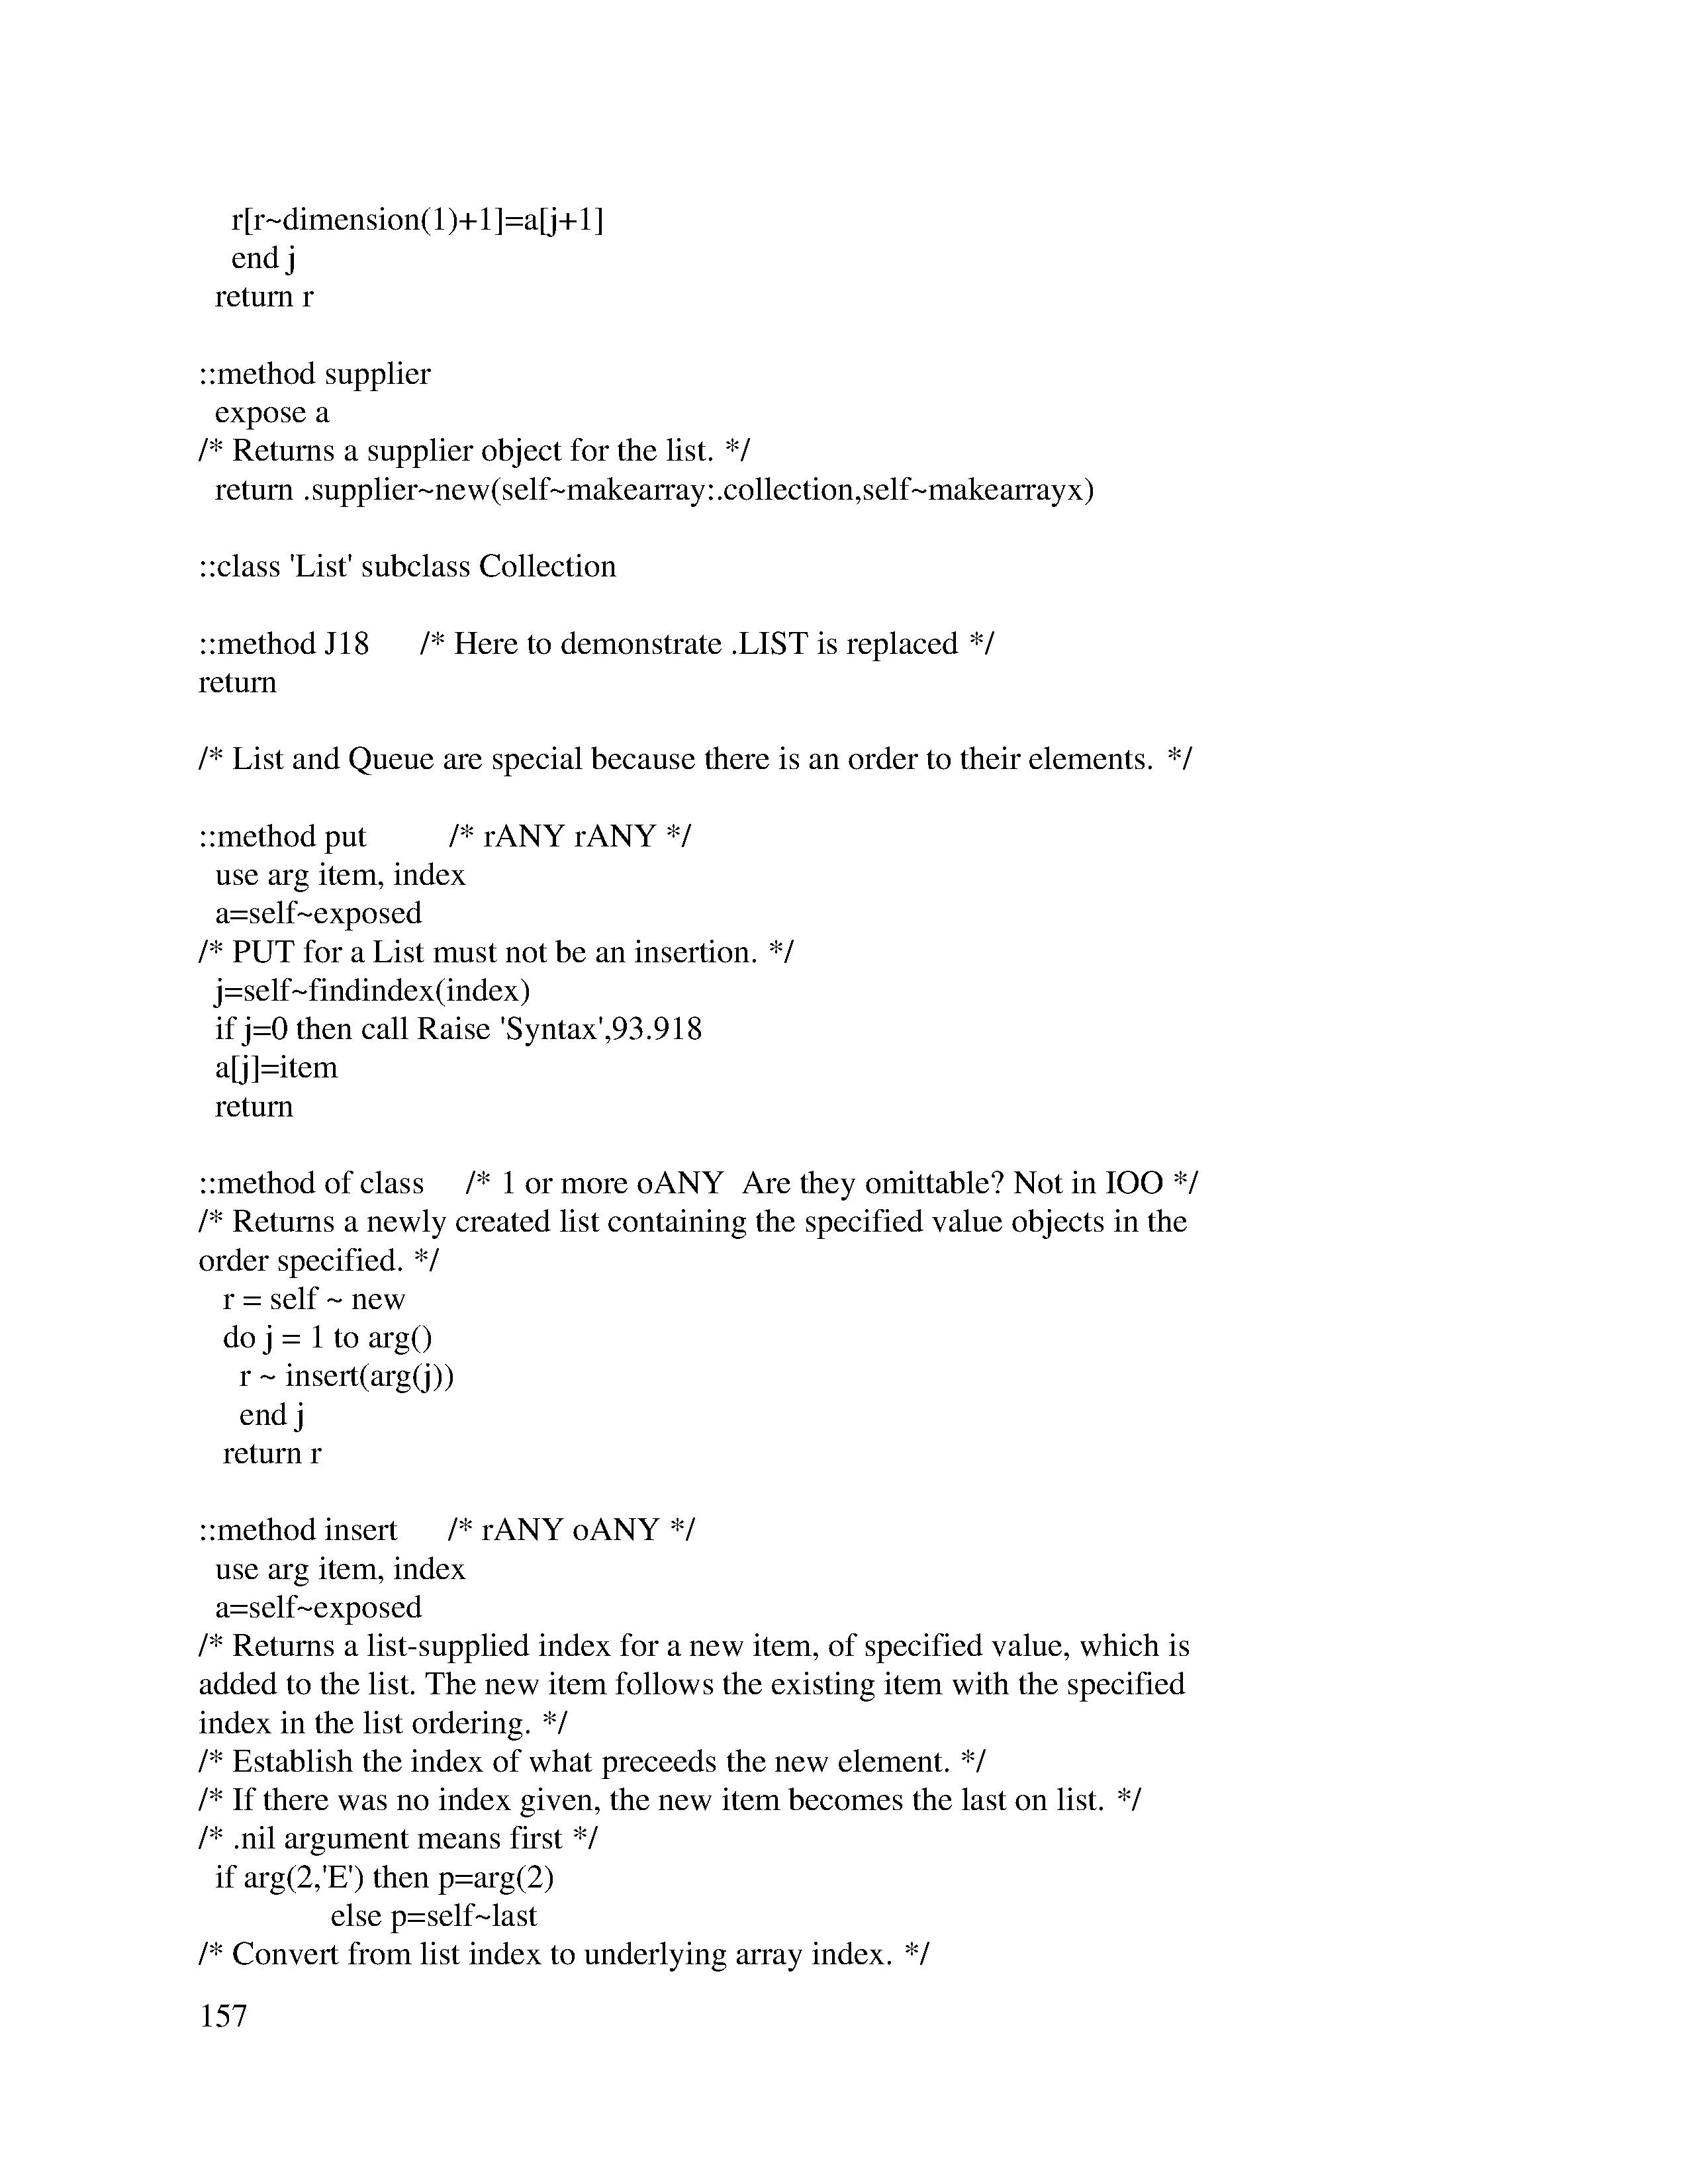 r[r~dimension(1)+1]=a[j+1]
end j
return r
::method supplier
expose a
/* Returns a supplier object for the list. */
return .supplier~new(self~makearray:.collection,self~makearrayx)
::class 'List' subclass Collection
::method J18 /* Here to demonstrate .LIST is replaced */
return
/* List and Queue are special because there is an order to their elements. */
::method put /* rANY rANY */
use arg item, index
a=self~exposed
/* PUT for a List must not be an insertion. */
j=self~findindex(index)
if j=0 then call Raise 'Syntax',93.918
a[j]=item
return
::method of class /* 1 or more oANY Are they omittable? Not in IOO */
/* Returns a newly created list containing the specified value objects in the
order specified. */
r = self ~ new
do j = 1 to arg()
r ~ insert(arg(j))
end j
return r
::method insert /* rANY oANY */
use arg item, index
a=self~exposed
/* Returns a list-supplied index for a new item, of specified value, which is
added to the list. The new item follows the existing item with the specified
index in the list ordering. */
/* Establish the index of what preceeds the new element. */
/* If there was no index given, the new item becomes the last on list. */
/* .nil argument means first */
if arg(2,'E') then p=arg(2)
else p=self~last
/* Convert from list index to underlying array index. */
157